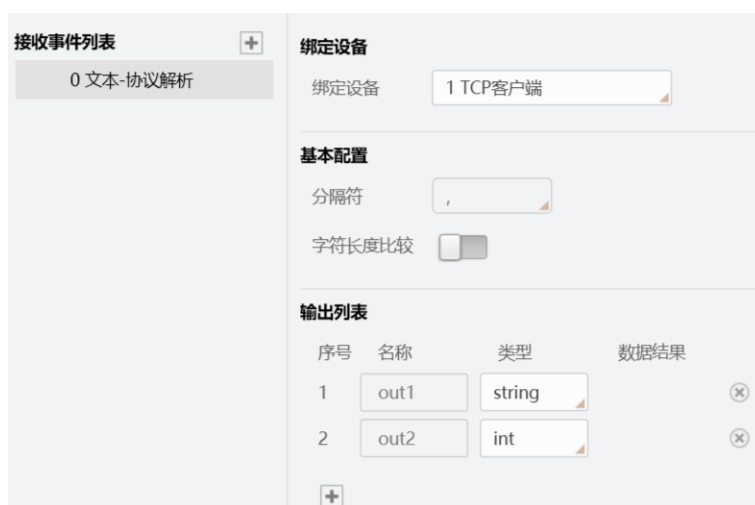 接收事件列表
0 文本-协议解析
绑定设备
绑定设备 1 TCP客户端
基本配置
分隔符 ,
字符长度比较
输出列表
序号 名称 类型 数据结果
1 out1 string
2 out2 int